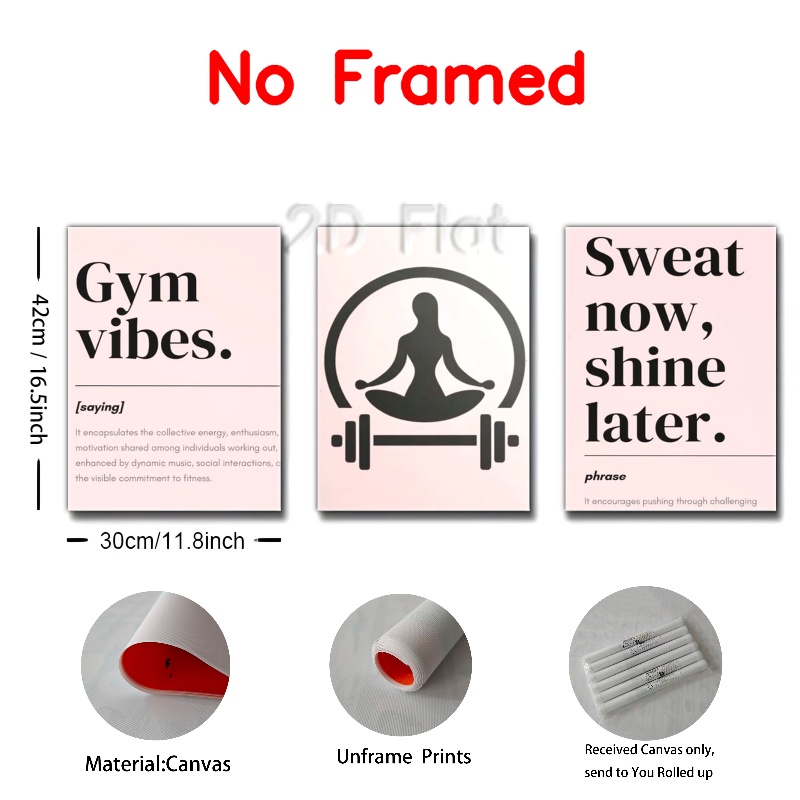 No Framed
2D Flat
42cm / 16.5inch
Gym
vibes.
[saying]
It encapsulates the collective energy, enthusiasm,
motivation shared among individuals working out,
enhanced by dynamic music, social interactions, c
the visible commitment to fitness.
Sweat
now,
shine
later.
phrase
It encourages pushing through challenging
30cm/11.8inch
Material:Canvas
Unframe Prints
Received Canvas only,
send to You Rolled up